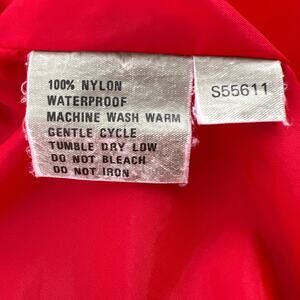 100% NYLON
WATERPROOF
MACHINE WASH WARM
GENTLE CYCLE
TUMBLE DRY LOW
DO NOT BLEACH
DO NOT IRON
S55611